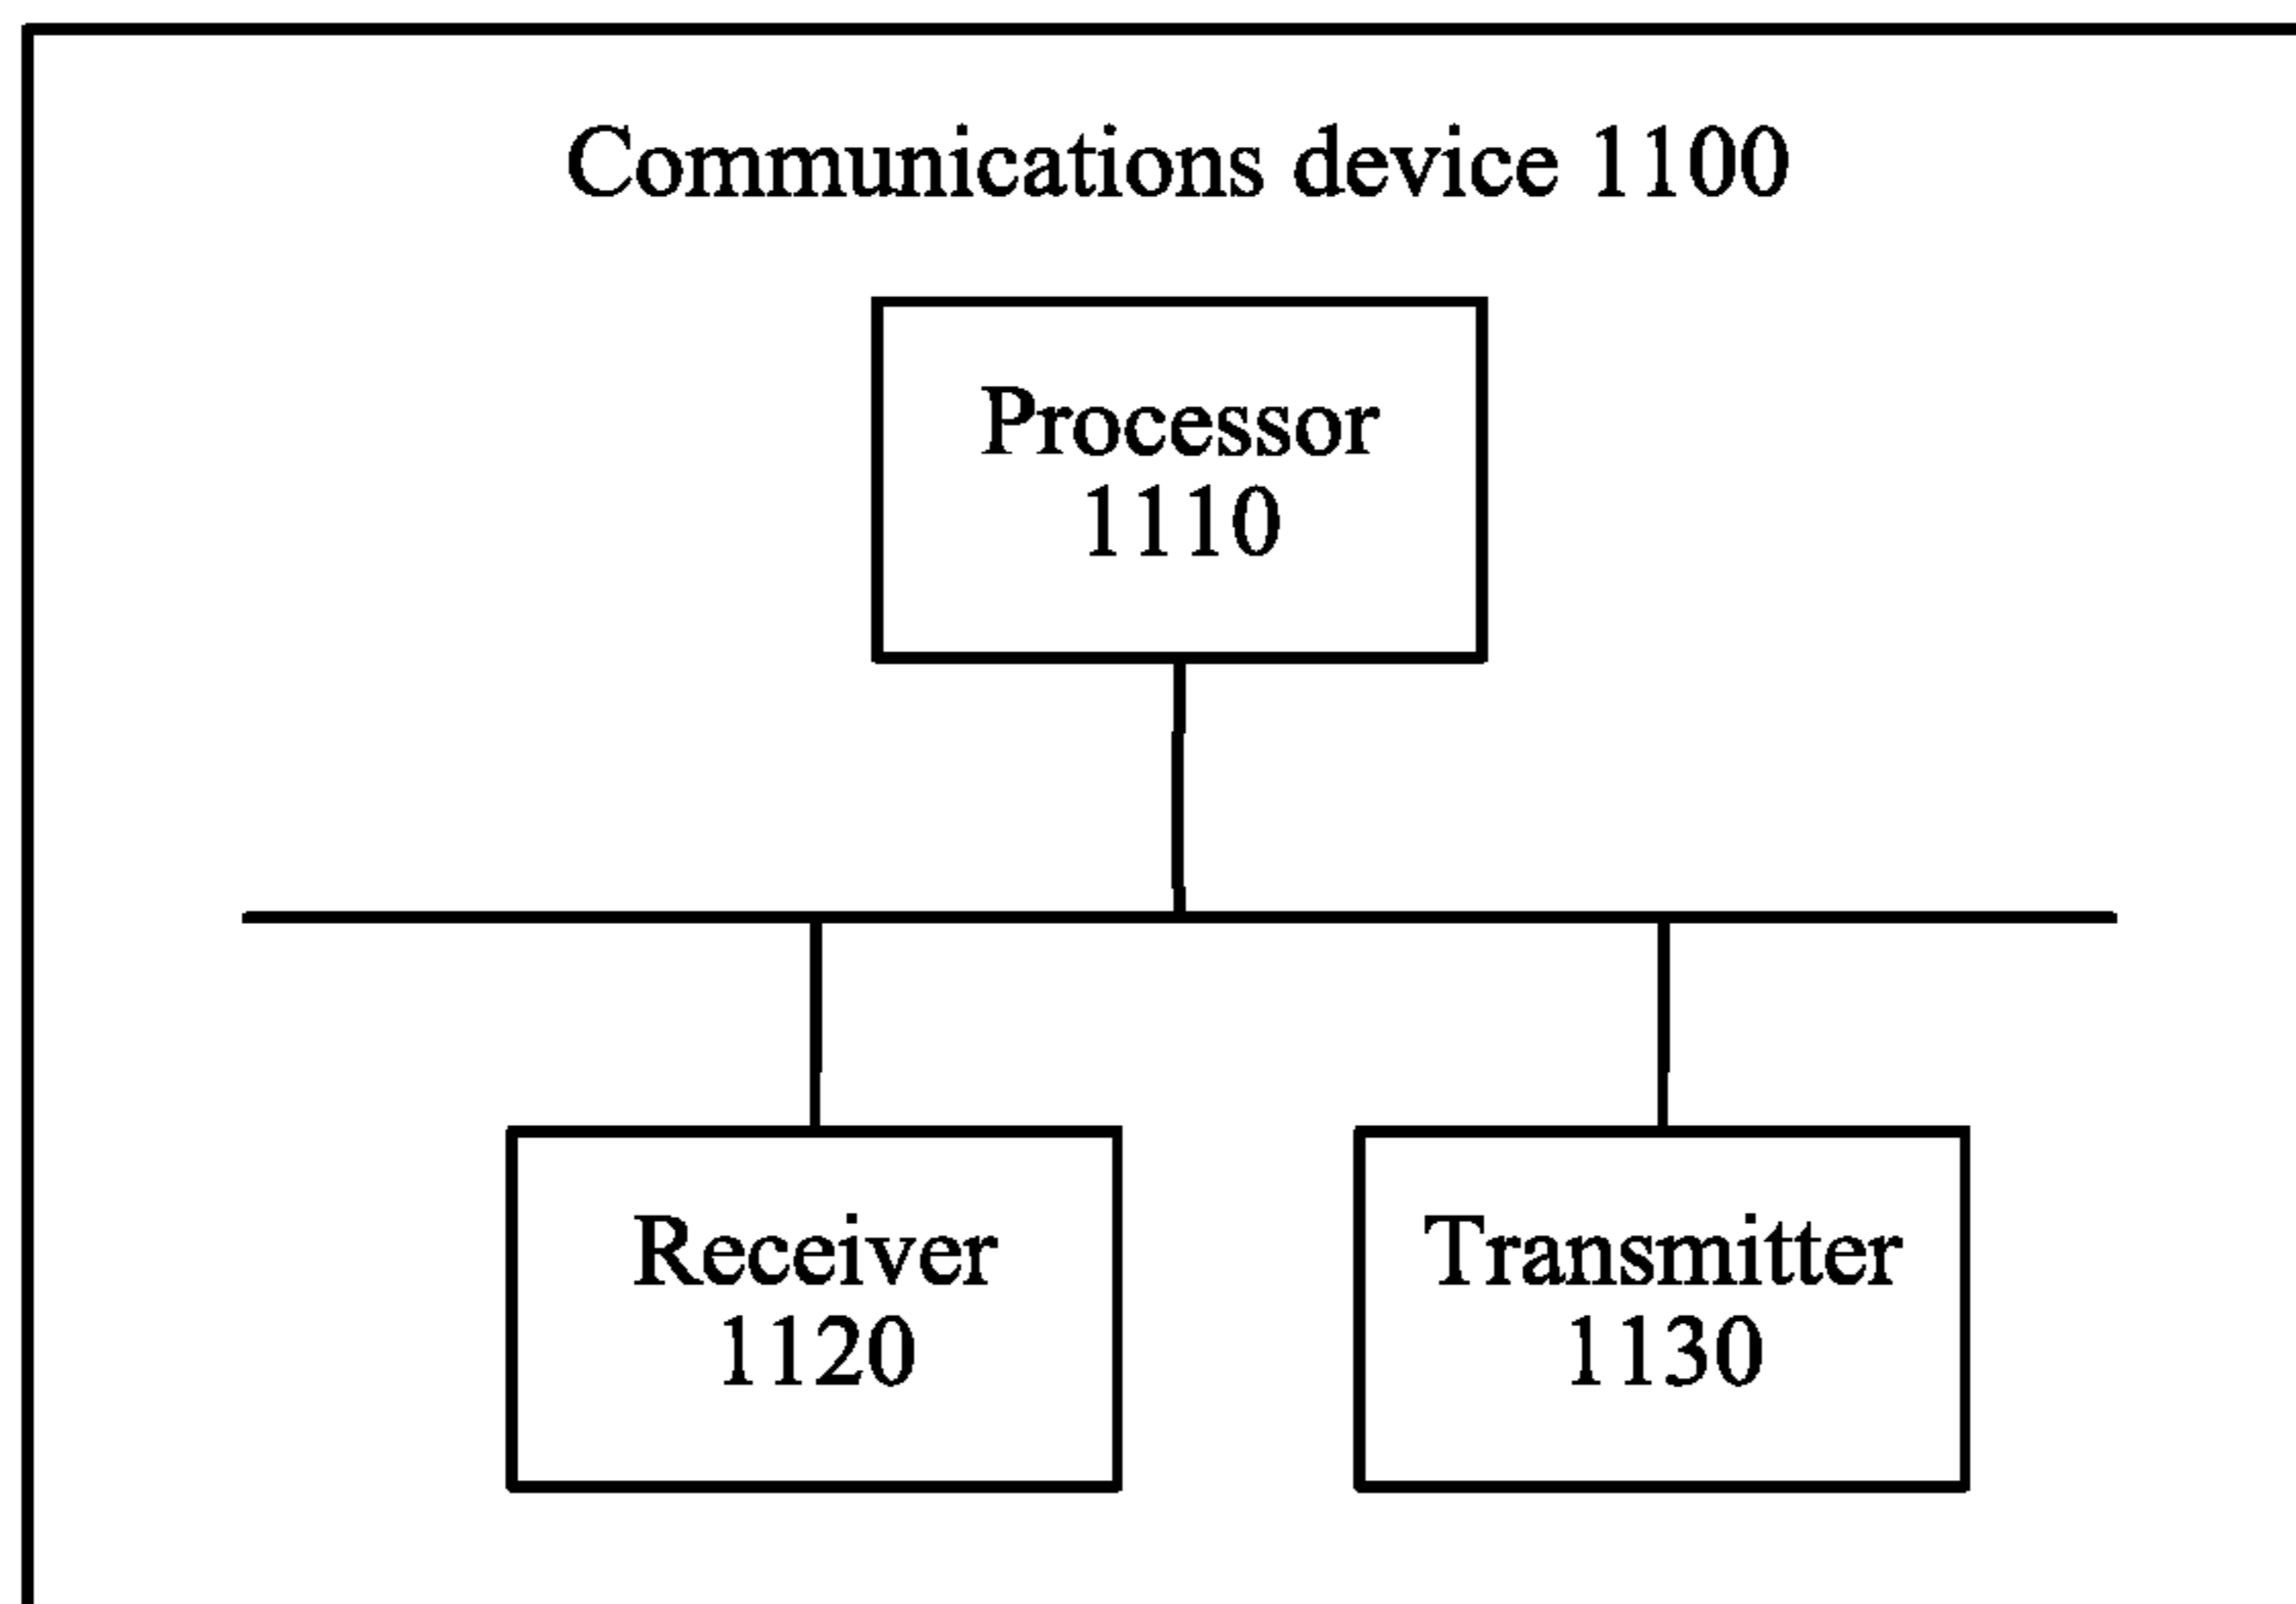 Communications device 1100
Processor
1110
Receiver
1120
Transmitter
1130